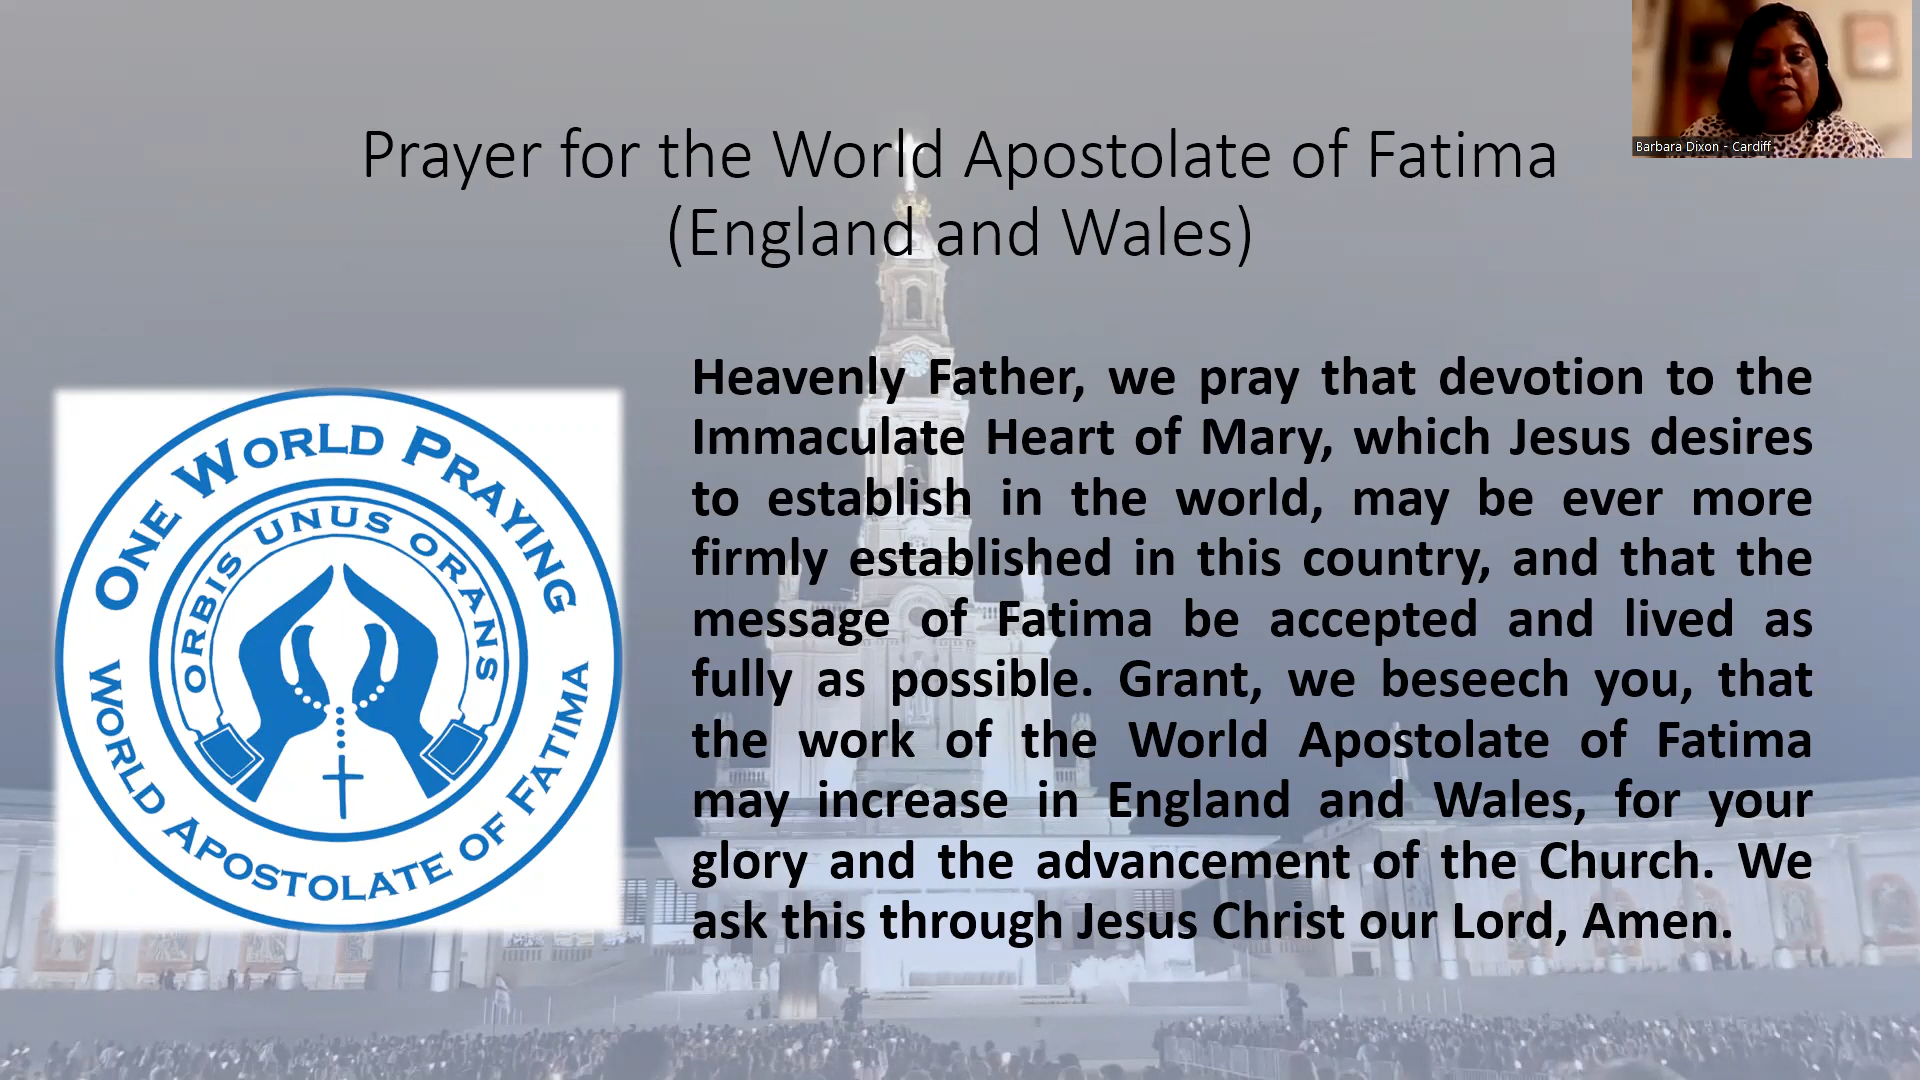 Prayer for the World Apostolate of Fatima
(England and Wales)
Barbara Dixon - Cardiff
ONE WORLD PRAYING
ORBIS UNUS ORANS
WORLD APOSTOLATE OF FATIMA
Heavenly Father, we pray that devotion to the
Immaculate Heart of Mary, which Jesus desires
to establish in the world, may be ever more
firmly established in this country, and that the
message of Fatima be accepted and lived as
fully as possible. Grant, we beseech you, that
the work of the World Apostolate of Fatima
may increase in England and Wales, for your
glory and the advancement of the Church. We
ask this through Jesus Christ our Lord, Amen.